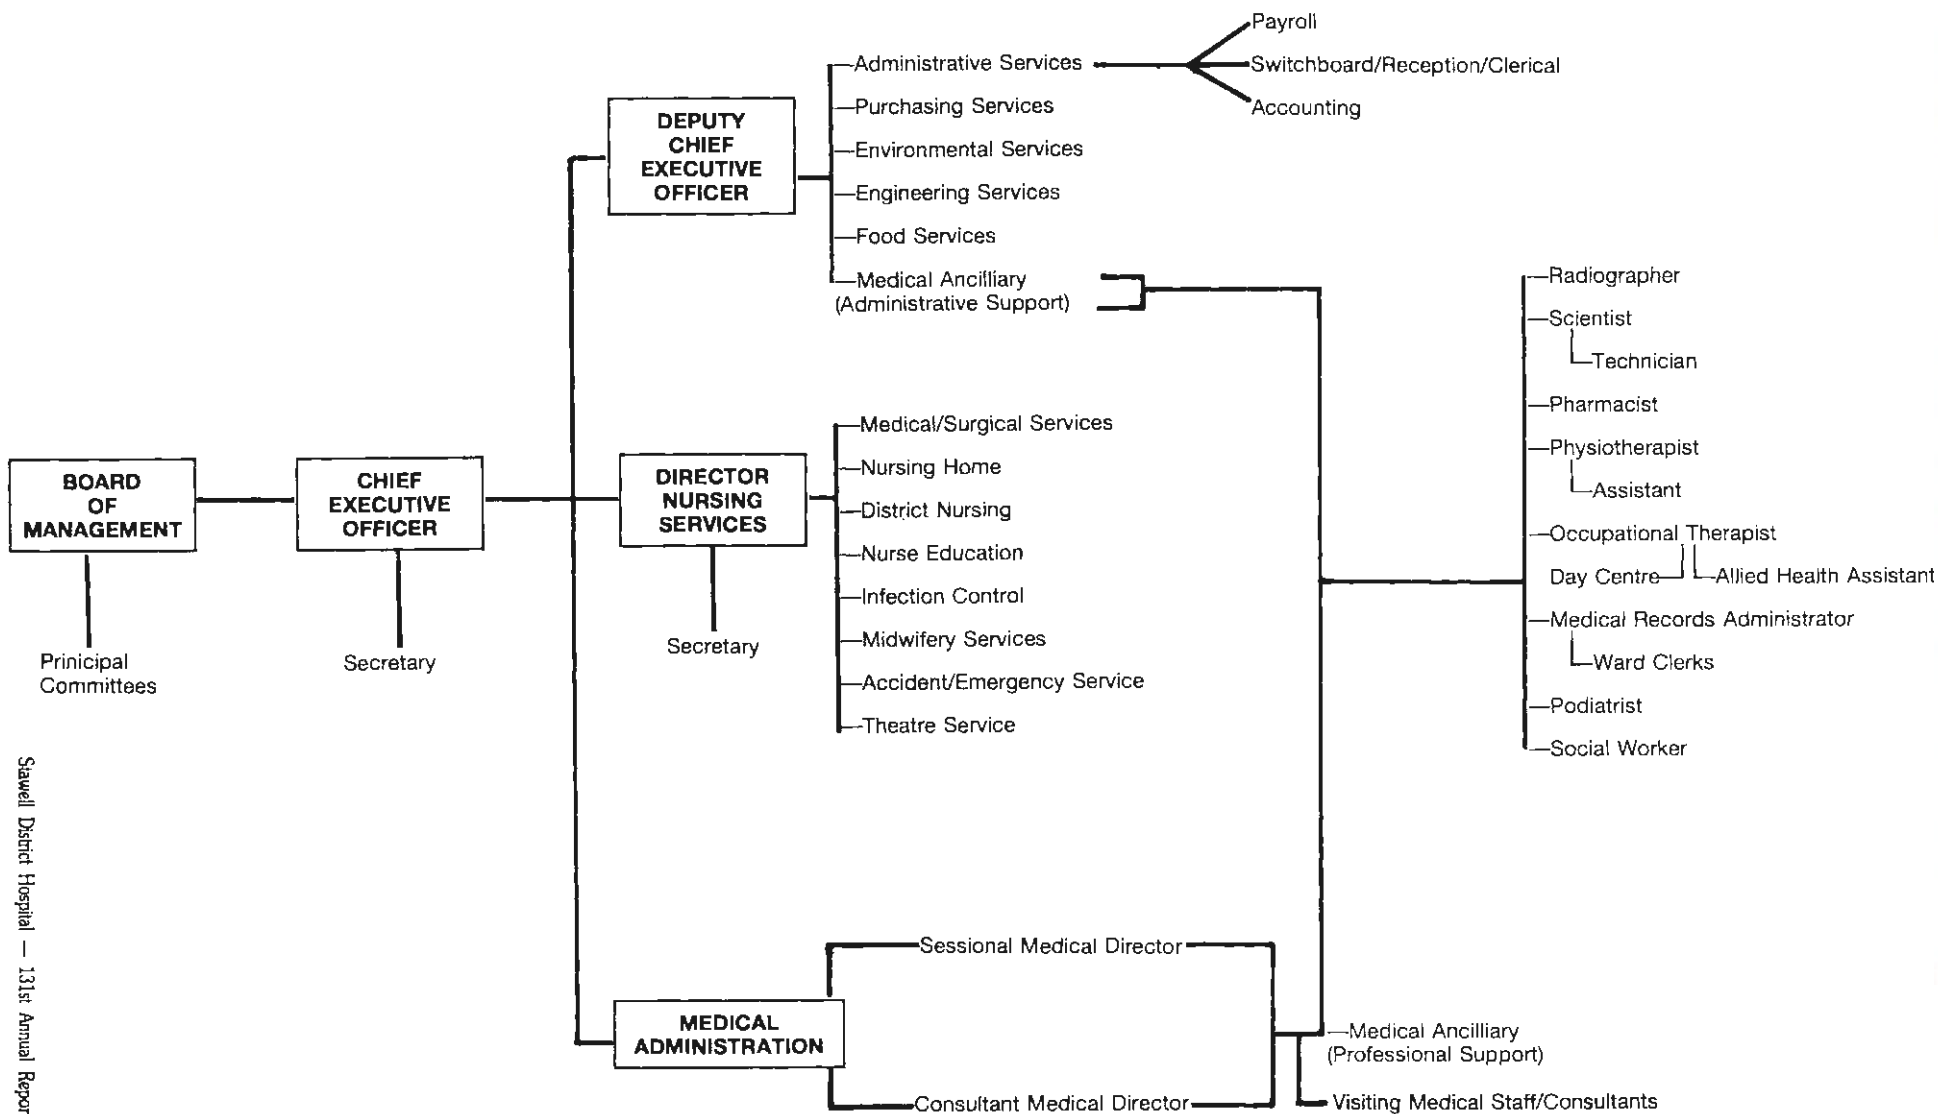 BOARD
OF
MANAGEMENT
Prinicipal
Committees
CHIEF
EXECUTIVE
OFFICER
Secretary
DEPUTY
CHIEF
EXECUTIVE
OFFICER
Administrative Services
Payroll
Switchboard/Reception/Clerical
Accounting
Purchasing Services
Environmental Services
Engineering Services
Food Services
Medical Ancilliary
(Administrative Support)
DIRECTOR
NURSING
SERVICES
Secretary
Medical/Surgical Services
Nursing Home
District Nursing
Nurse Education
Infection Control
Midwifery Services
Accident/Emergency Service
Theatre Service
MEDICAL
ADMINISTRATION
Sessional Medical Director
Consultant Medical Director
Medical Ancilliary
(Professional Support)
Visiting Medical Staff/Consultants
Radiographer
Scientist
Technician
Pharmacist
Physiotherapist
Assistant
Occupational Therapist
Day Centre
Allied Health Assistant
Medical Records Administrator
Ward Clerks
Podiatrist
Social Worker
Stawell District Hospital — 131st Annual Repor